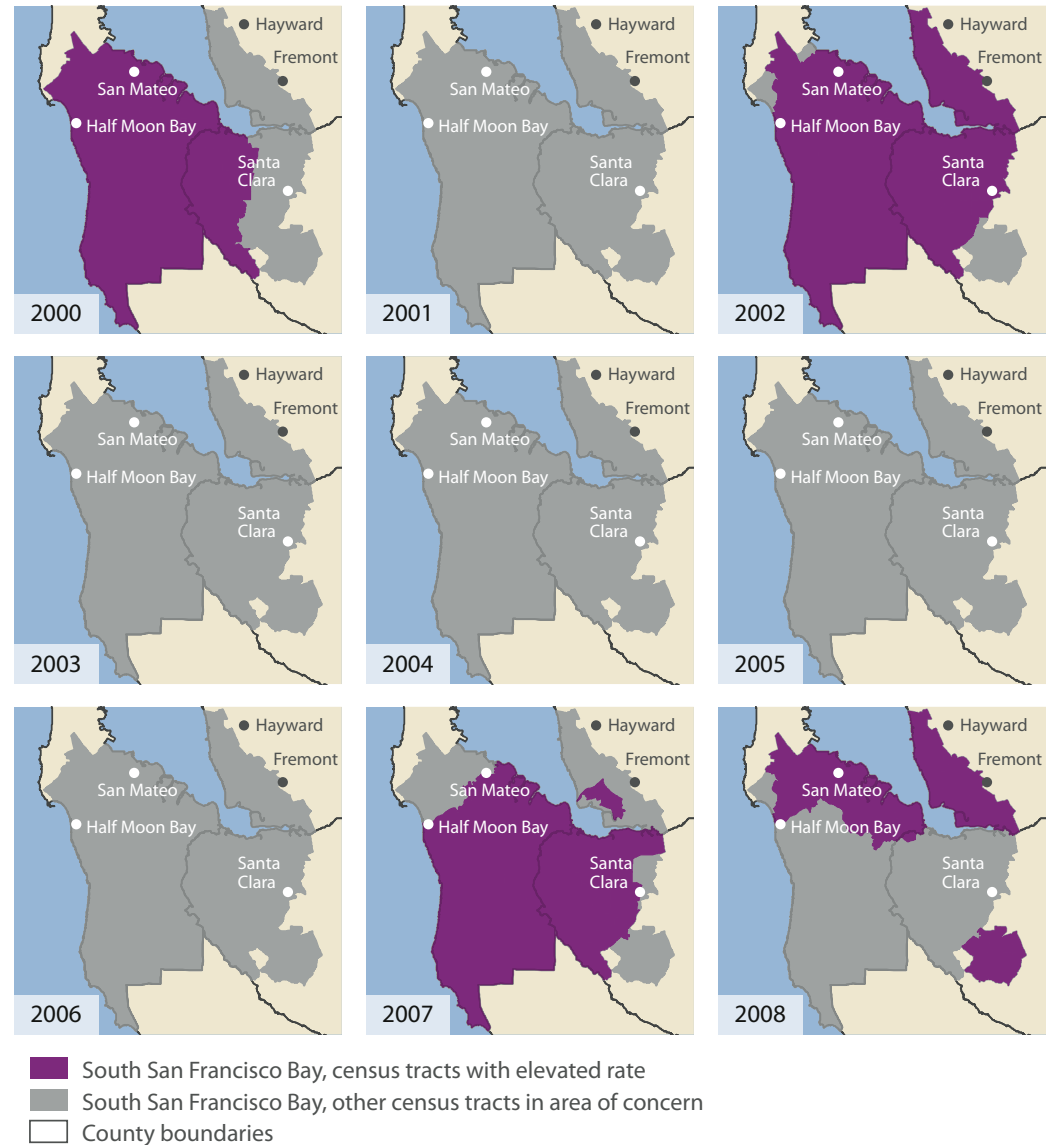 Hayward
Fremont
San Mateo
Half Moon Bay
Santa
Clara
2000
Hayward
Fremont
San Mateo
Half Moon Bay
Santa
Clara
2001
Hayward
Fremont
San Mateo
Half Moon Bay
Santa
Clara
2002
Hayward
Fremont
San Mateo
Half Moon Bay
Santa
Clara
2003
Hayward
Fremont
San Mateo
Half Moon Bay
Santa
Clara
2004
Hayward
Fremont
San Mateo
Half Moon Bay
Santa
Clara
2005
Hayward
Fremont
San Mateo
Half Moon Bay
Santa
Clara
2006
Hayward
Fremont
San Mateo
Half Moon Bay
Santa
Clara
2007
Hayward
Fremont
San Mateo
Half Moon Bay
Santa
Clara
2008
South San Francisco Bay, census tracts with elevated rate
South San Francisco Bay, other census tracts in area of concern
County boundaries